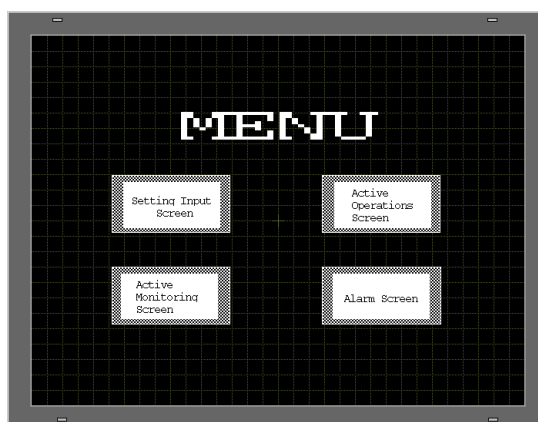 MENU
Setting Input
Screen
Active
Operations
Screen
Active
Monitoring
Screen
Alarm Screen